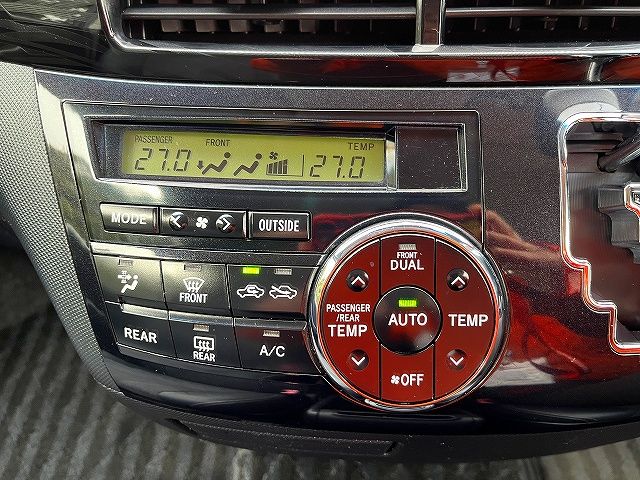 PASSENGER FRONT TEMP
27.0 27.0
MODE OUTSIDE
FRONT
DUAL
FRONT
PASSENGER
/REAR
TEMP
AUTO
TEMP
REAR
REAR
A/C
OFF